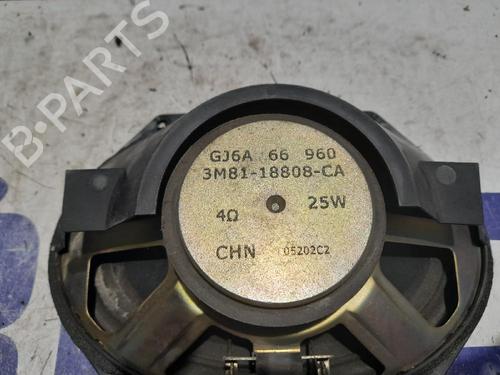 B-PARTS
GJ6A 66 960
3M81-18808-CA
4Ω 25W
CHN 05202C2